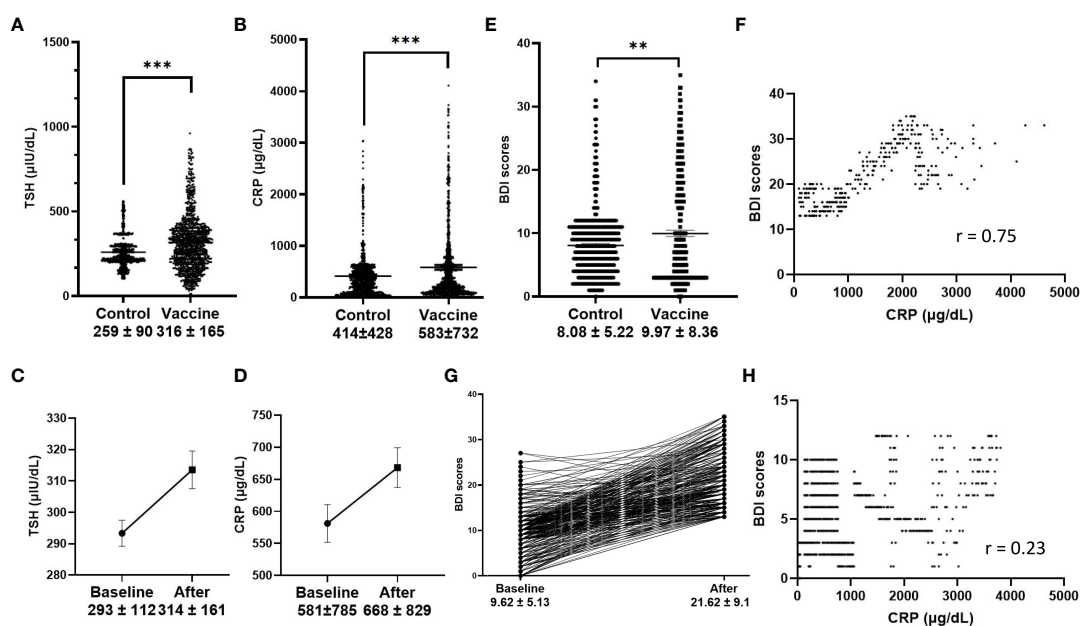 A
1500
1000
500
0
TSH (µIU/dL)
***
Control Vaccine
259 ± 90 316 ± 165
B
5000
4000
3000
2000
1000
0
CRP (µg/dL)
***
Control Vaccine
414±428 583±732
E
40
30
20
10
0
BDI scores
**
Control Vaccine
8.08 ± 5.22 9.97 ± 8.36
F
40
30
20
10
0
BDI scores
r = 0.75
0 1000 2000 3000 4000 5000
CRP (µg/dL)
C
330
320
310
300
290
280
TSH (µIU/dL)
Baseline After
293 ± 112 314 ± 161
D
750
700
650
600
550
500
CRP (µg/dL)
Baseline After
581±785 668 ± 829
G
40
30
20
10
0
BDI scores
Baseline After
9.62 ± 5.13 21.62 ± 9.1
H
15
10
5
0
BDI scores
r = 0.23
0 1000 2000 3000 4000 5000
CRP (µg/dL)